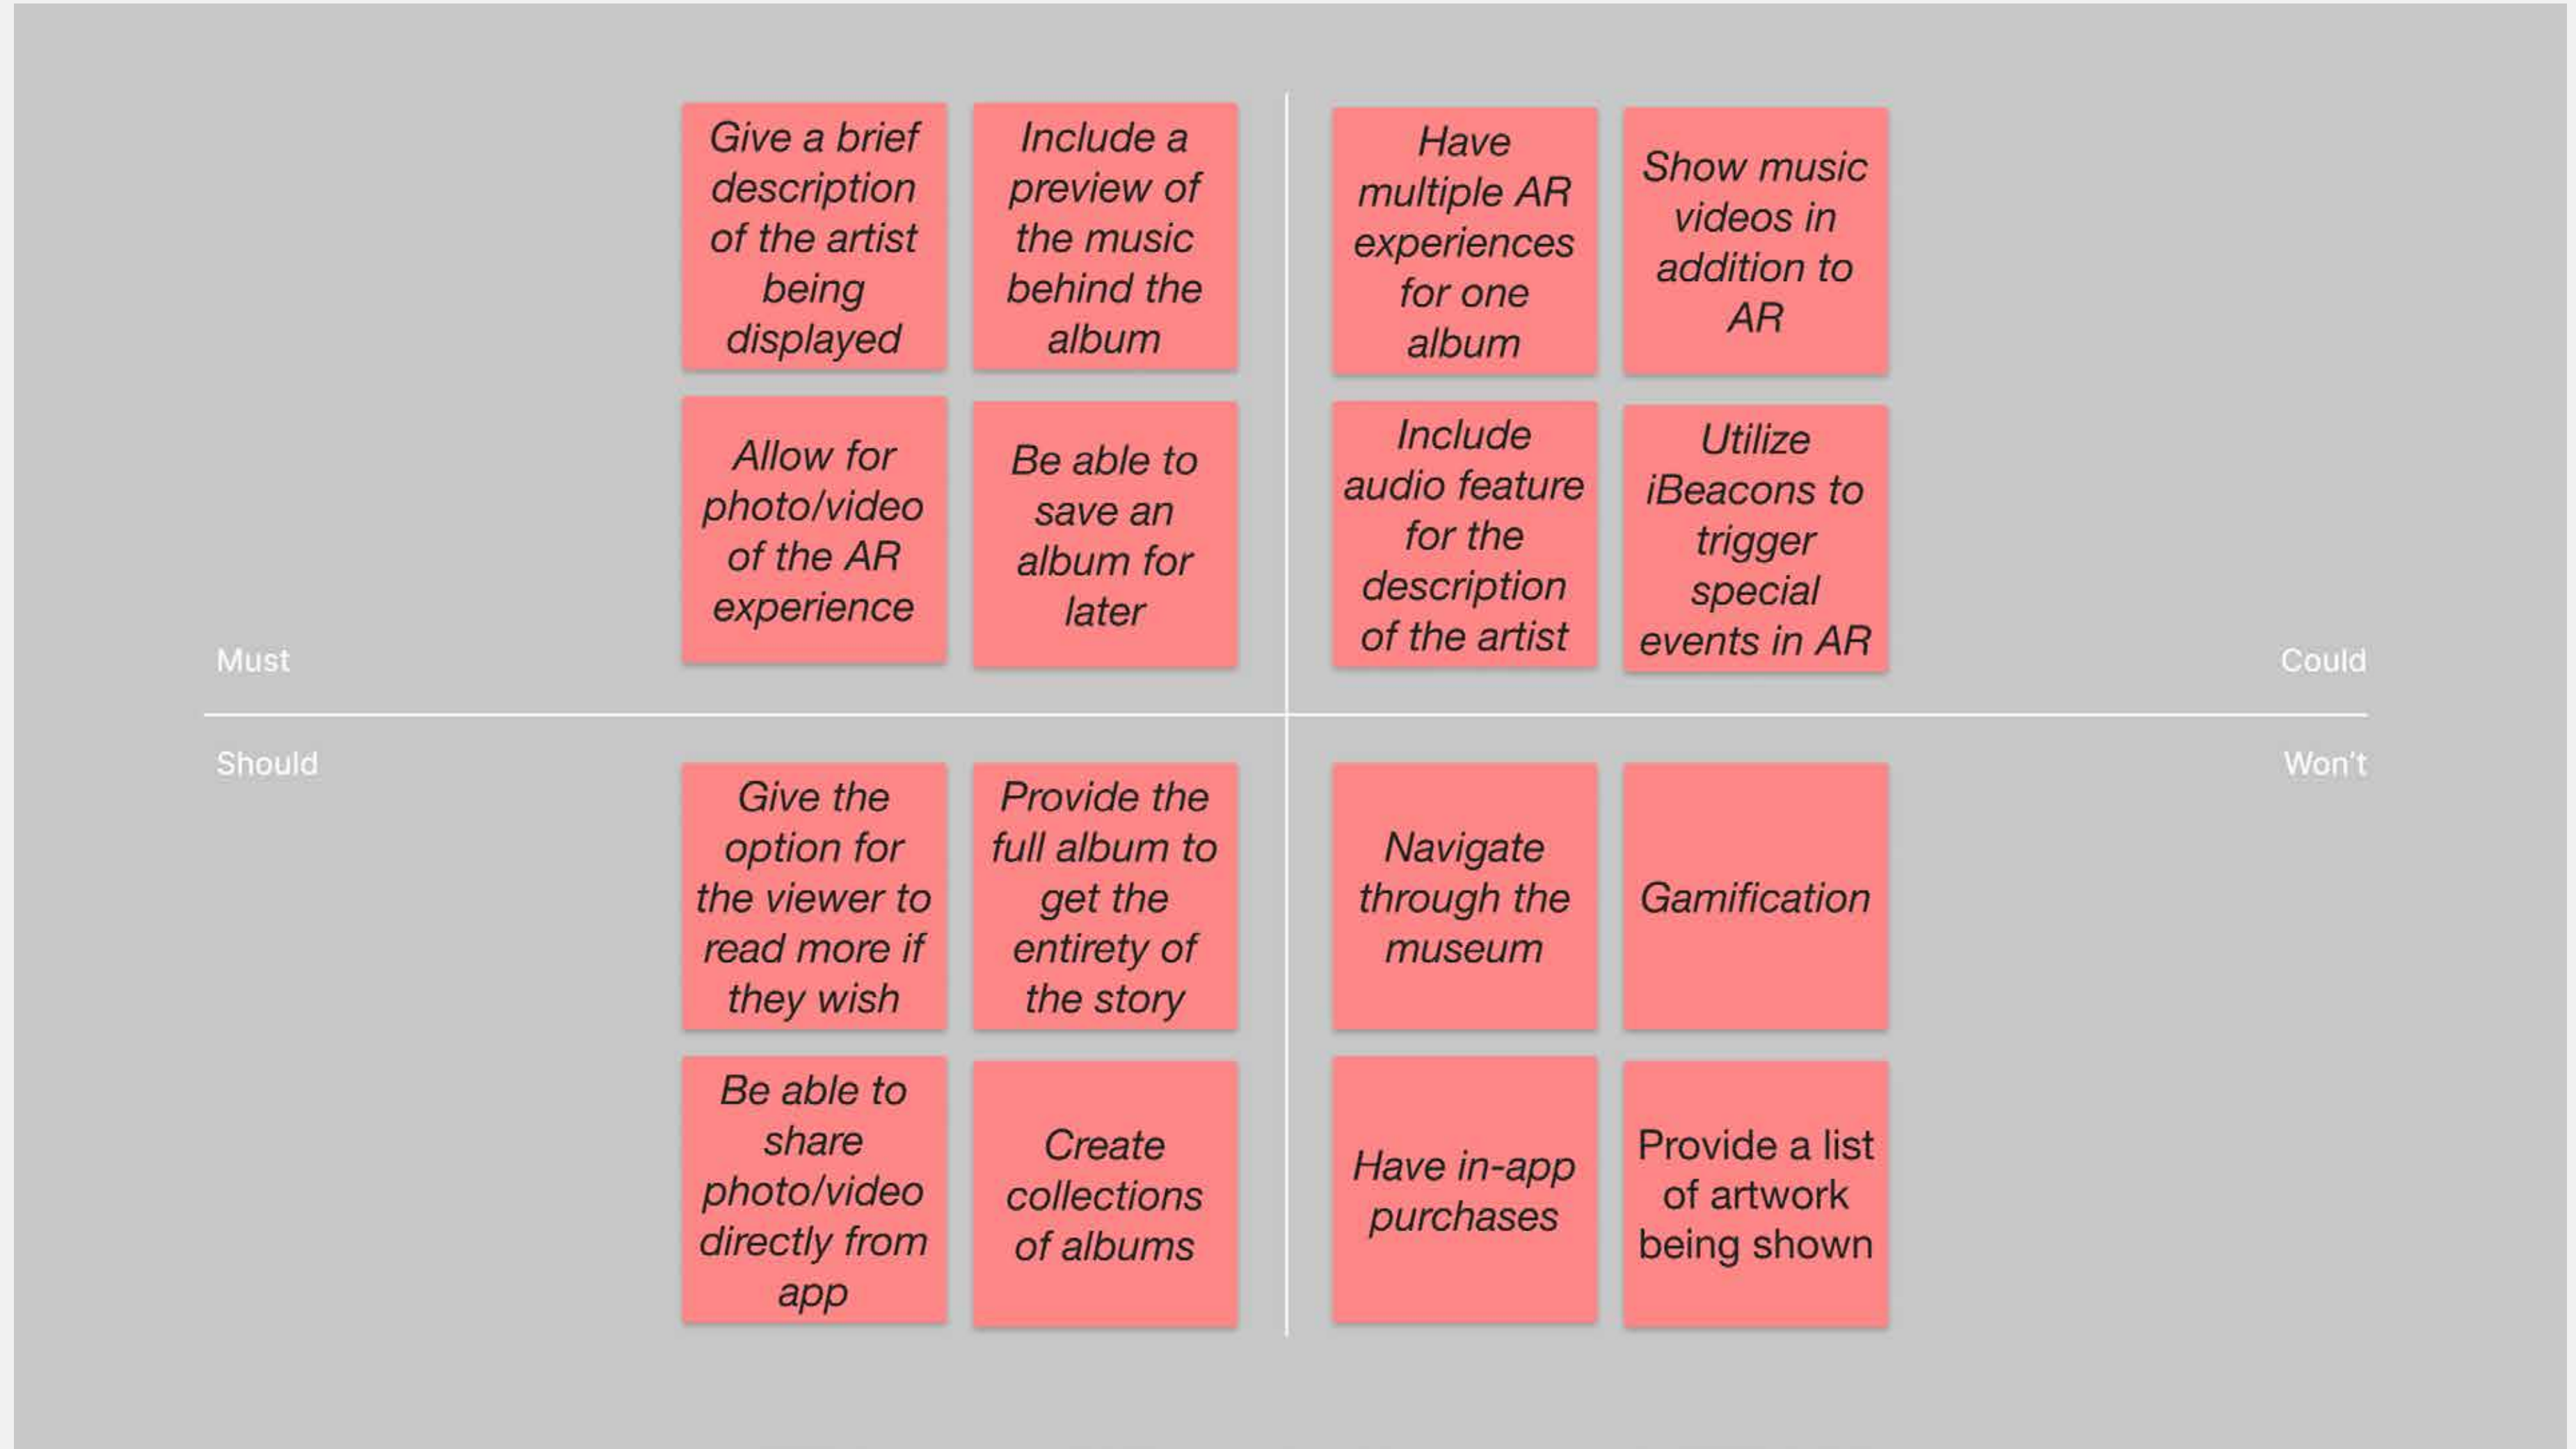 Give a brief
description
of the artist
being
displayed
Include a
preview of
the music
behind the
album
Allow for
photo/video
of the AR
experience
Be able to
save an
album for
later
Must
Have
multiple AR
experiences
for one
album
Show music
videos in
addition to
AR
Include
audio feature
for the
description
of the artist
Utilize
iBeacons to
trigger
special
events in AR
Could
Should
Give the
option for
the viewer to
read more if
they wish
Provide the
full album to
get the
entirety of
the story
Be able to
share
photo/video
directly from
app
Create
collections
of albums
Won't
Navigate
through the
museum
Gamification
Have in-app
purchases
Provide a list
of artwork
being shown